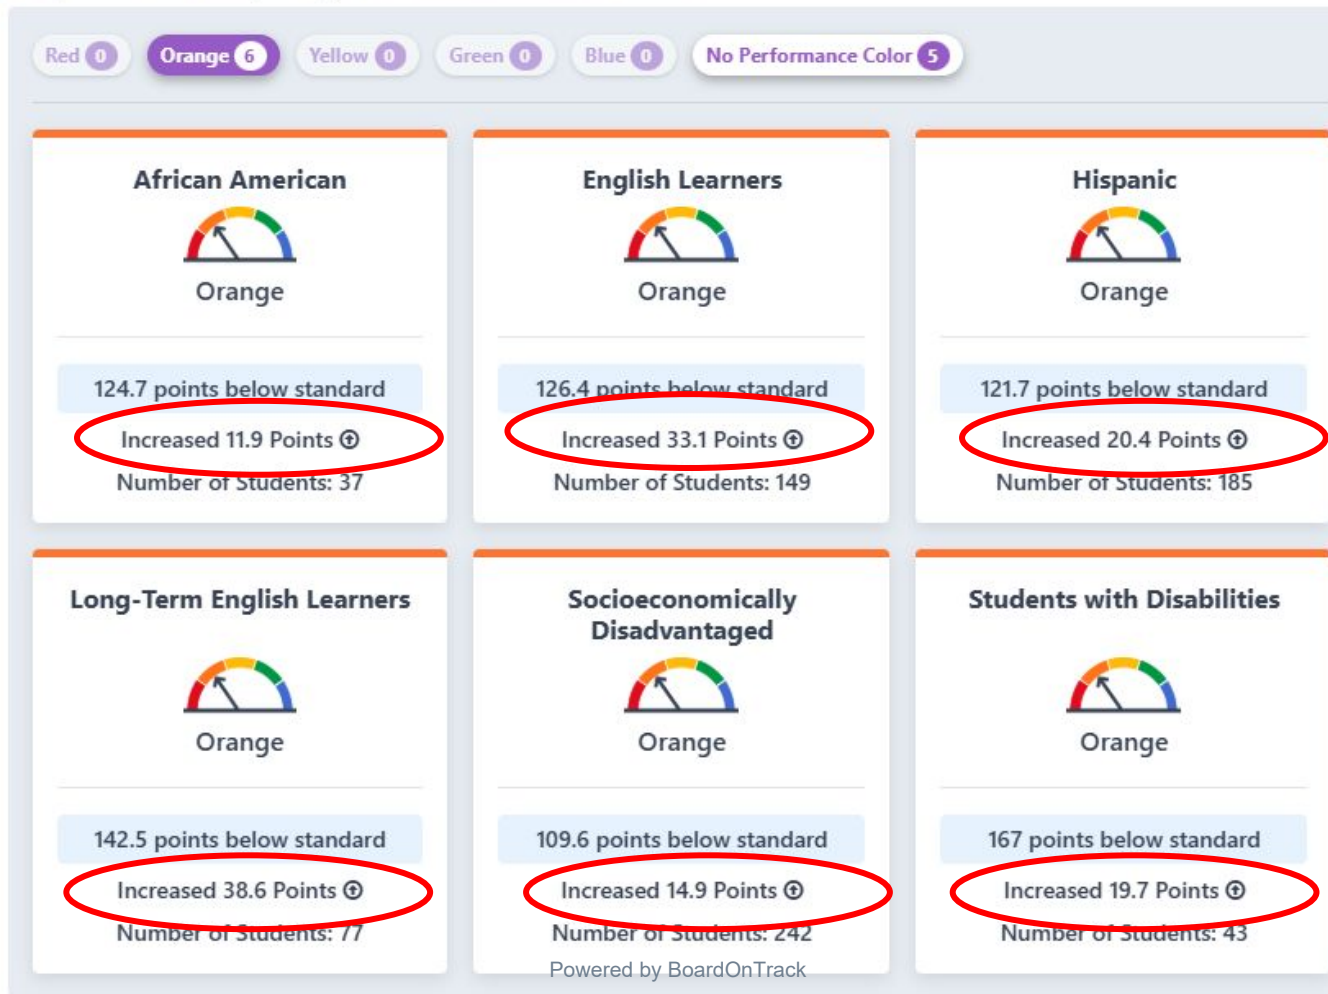 Red 0 Orange 6 Yellow 0 Green 0 Blue 0 No Performance Color 5
African American
Orange
124.7 points below standard
Increased 11.9 Points
Number of Students: 37
English Learners
Orange
126.4 points below standard
Increased 33.1 Points
Number of Students: 149
Hispanic
Orange
121.7 points below standard
Increased 20.4 Points
Number of Students: 185
Long-Term English Learners
Orange
142.5 points below standard
Increased 38.6 Points
Number of Students: 77
Socioeconomically
Disadvantaged
Orange
109.6 points below standard
Increased 14.9 Points
Number of Students: 242
Students with Disabilities
Orange
167 points below standard
Increased 19.7 Points
Number of Students: 43
Powered by BoardOnTrack